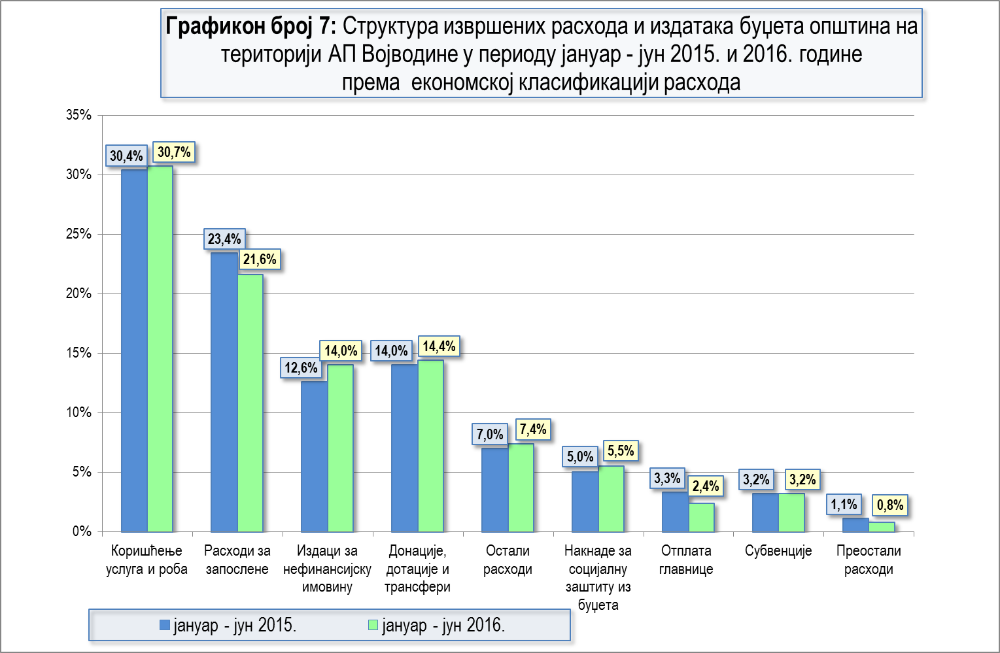 Графикон број 7: Структура извршених расхода и издатака буџета општина на
територији АП Војводине у периоду јануар - јун 2015. и 2016. године
према  економској класификацији расхода
35%
30%
25%
20%
15%
10%
5%
0%
30,4%
30,7%
23,4%
21,6%
12,6%
14,0%
14,0%
14,4%
7,0%
7,4%
5,0%
5,5%
3,3%
2,4%
3,2%
3,2%
1,1%
0,8%
Коришћење
услуга и роба
Расходи за
запослене
Издаци за
нефинансијску
имовину
Донације,
дотације и
трансфери
Остали
расходи
Накнаде за
социјалну
заштиту из
буџета
Отплата
главнице
Субвенције
Преостали
расходи
јануар - јун 2015.
јануар - јун 2016.